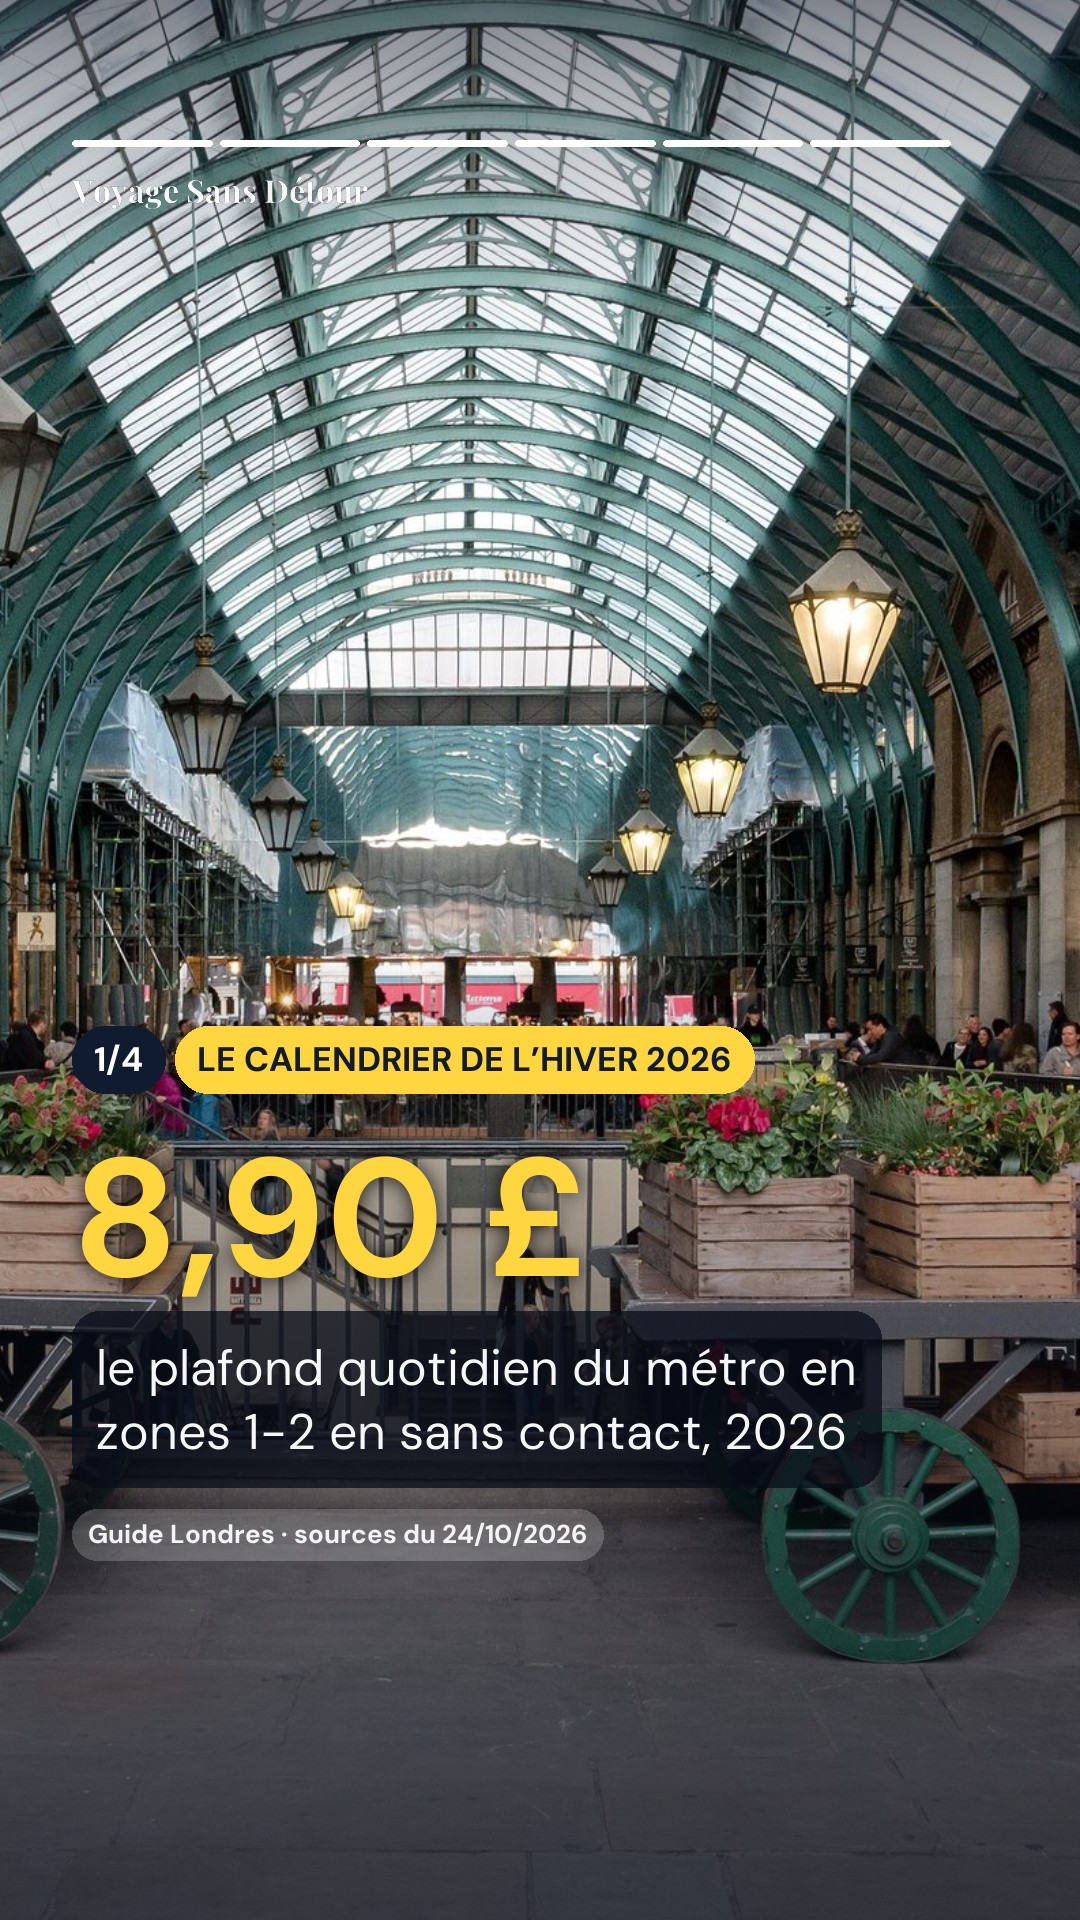 Voyage Sans Détour
1/4 LE CALENDRIER DE L’HIVER 2026
8,90 £
le plafond quotidien du métro en
zones 1–2 en sans contact, 2026
Guide Londres · sources du 24/10/2026